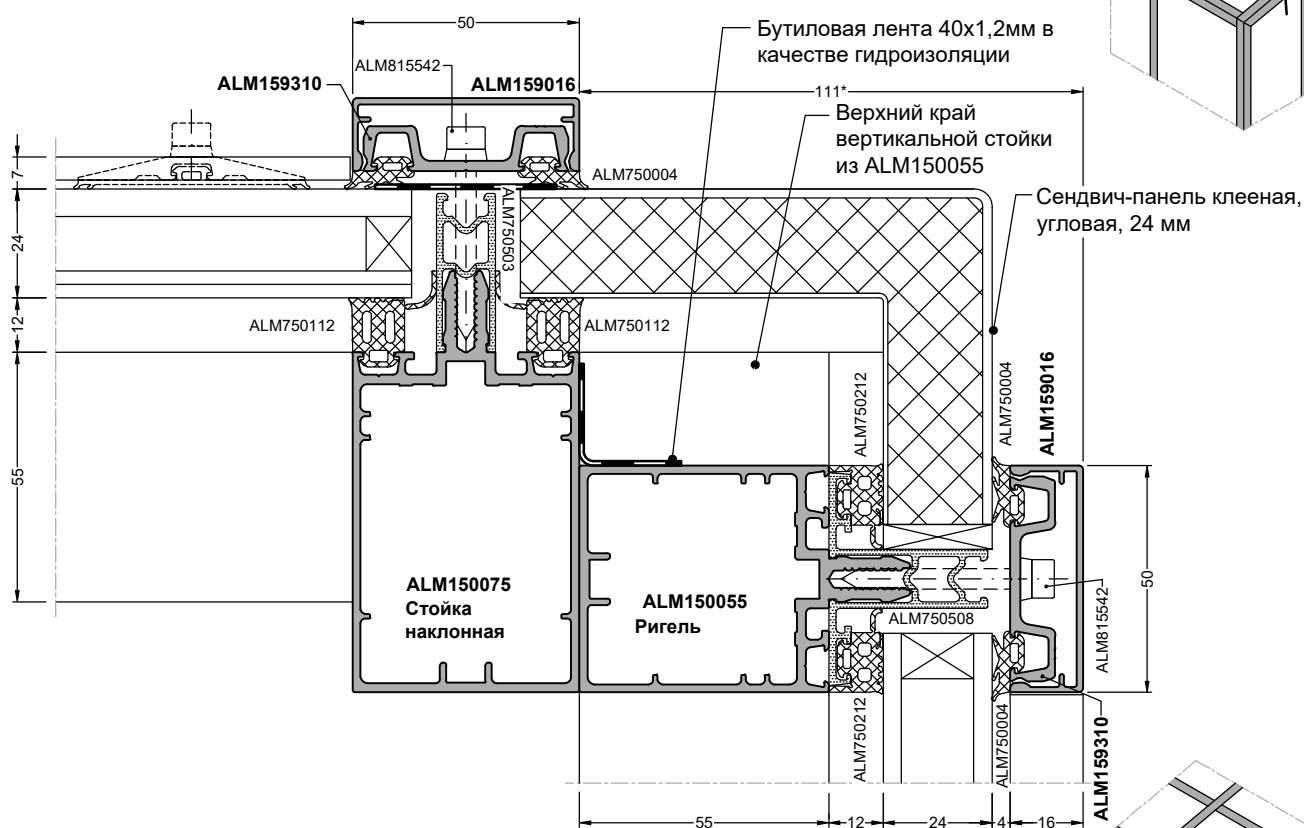 50
Бутиловая лента 40x1,2мм в
качестве гидроизоляции
ALM815542
ALM159310
ALM159016
111*
Верхний край
вертикальной стойки
из ALM150055
7
ALM750004
Сендвич-панель клееная,
угловая, 24 мм
24
ALM750503
12
ALM750112
ALM750112
ALM750212
ALM750004
ALM159016
55
ALM150075
Стойка
наклонная
ALM150055
Ригель
ALM750508
ALM815542
50
ALM750212
ALM750004
ALM159310
55
12
24
4
16